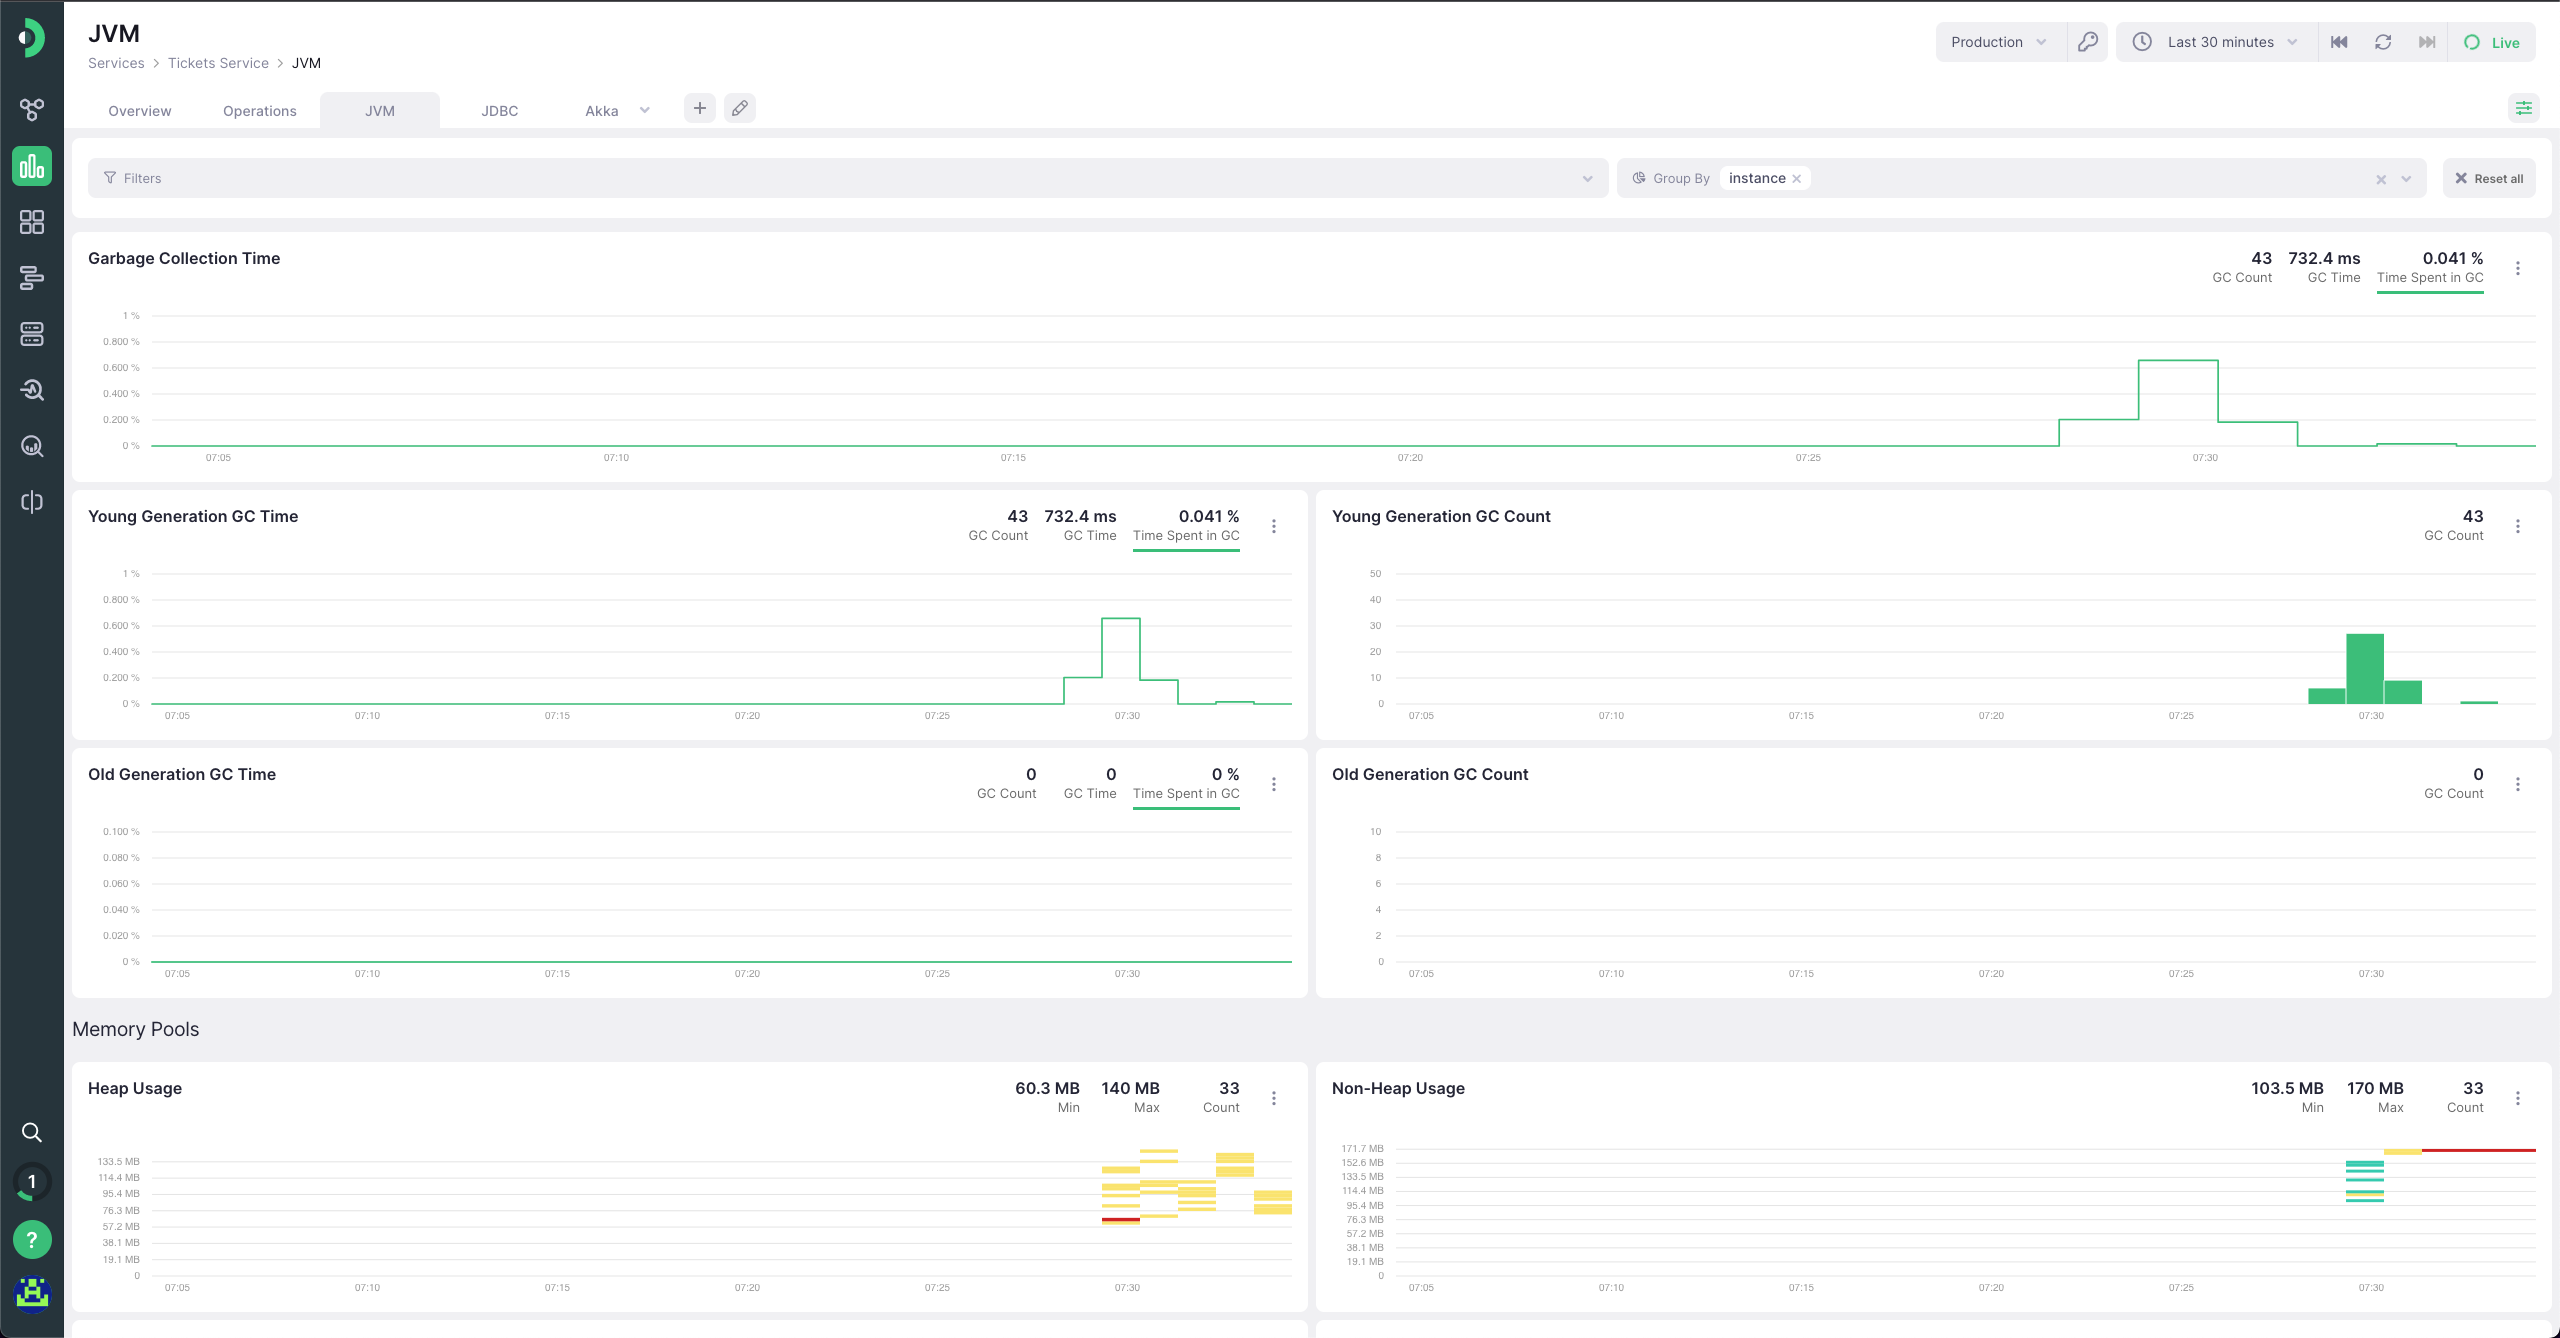 JVM
Services > Tickets Service > JVM
Production
Last 30 minutes
Live
Overview
Operations
JVM
JDBC
Akka
Filters
Group By instance
Reset all
Garbage Collection Time
43 732.4 ms 0.041 %
GC Count GC Time Time Spent in GC
1 %
0.800 %
0.600 %
0.400 %
0.200 %
0 %
07:05 07:10 07:15 07:20 07:25 07:30
Young Generation GC Time
43 732.4 ms 0.041 %
GC Count GC Time Time Spent in GC
1 %
0.800 %
0.600 %
0.400 %
0.200 %
0 %
07:05 07:10 07:15 07:20 07:25 07:30
Young Generation GC Count
43
GC Count
50
40
30
20
10
0
07:05 07:10 07:15 07:20 07:25 07:30
Old Generation GC Time
0 0 0 %
GC Count GC Time Time Spent in GC
0.100 %
0.080 %
0.060 %
0.040 %
0.020 %
0 %
07:05 07:10 07:15 07:20 07:25 07:30
Old Generation GC Count
0
GC Count
10
8
6
4
2
0
07:05 07:10 07:15 07:20 07:25 07:30
Memory Pools
Heap Usage
60.3 MB 140 MB 33
Min Max Count
133.5 MB
114.4 MB
95.4 MB
76.3 MB
57.2 MB
38.1 MB
19.1 MB
0
07:05 07:10 07:15 07:20 07:25 07:30
Non-Heap Usage
103.5 MB 170 MB 33
Min Max Count
171.7 MB
152.6 MB
133.5 MB
114.4 MB
95.4 MB
76.3 MB
57.2 MB
38.1 MB
19.1 MB
0
07:05 07:10 07:15 07:20 07:25 07:30
1
?